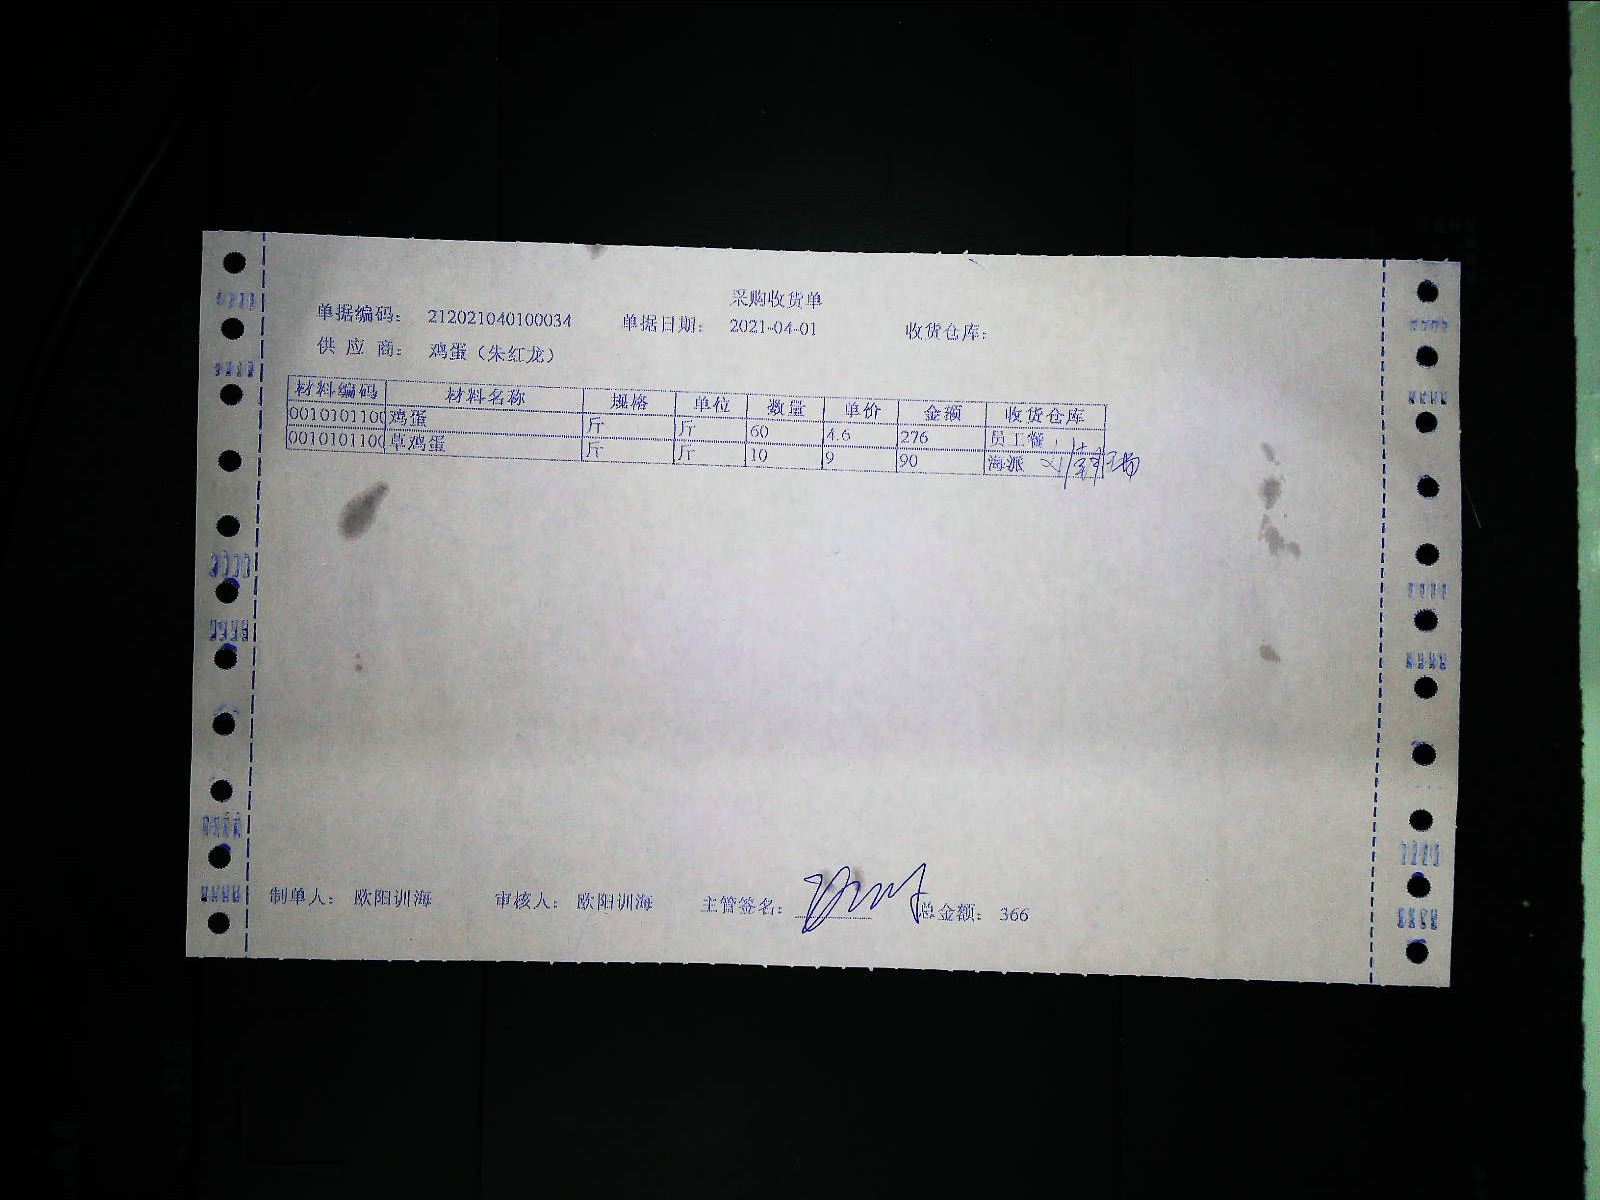 采购收货单
单据编码： 212021040100034 单据日期： 2021-04-01 收货仓库：
供 应 商： 鸡蛋（朱红龙）
材料编码 材料名称 规格 单位 数量 单价 金额 收货仓库
0010101100 鸡蛋 斤 斤 60 4.6 276 员工餐
0010101100 草鸡蛋 斤 斤 10 9 90 海派
制单人： 欧阳训海 审核人： 欧阳训海 主管签名： 总金额： 366